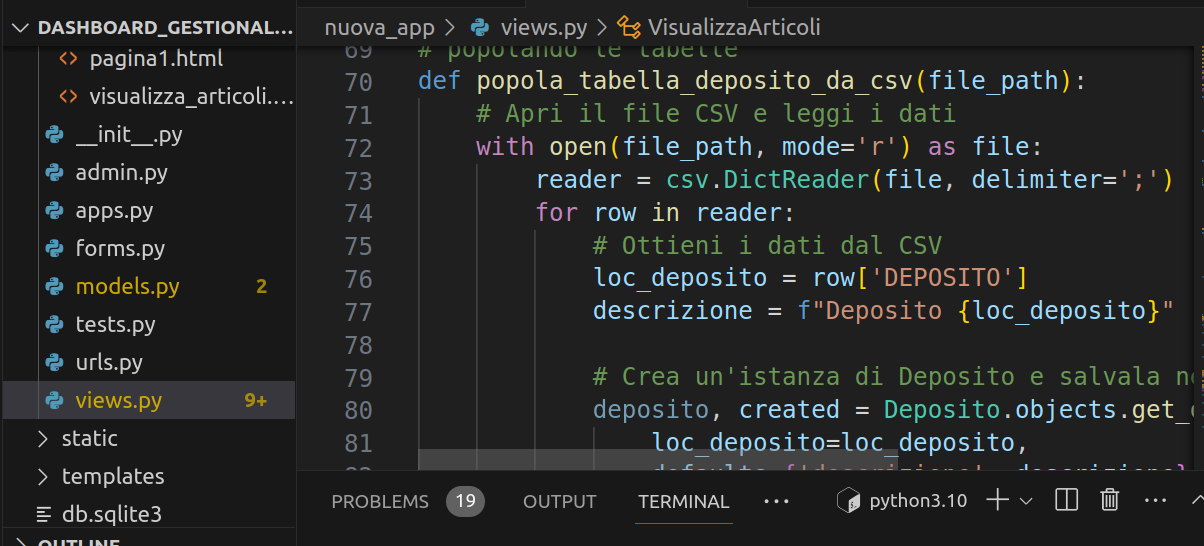 DASHBOARD_GESTIONAL...
pagina1.html
visualizza_articoli....
__init__.py
admin.py
apps.py
forms.py
models.py 2
tests.py
urls.py
views.py 9+
static
templates
db.sqlite3
OUTLINE
nuova_app > views.py > VisualizzaArticoli
69 # popolando le tabelle
70 def popola_tabella_deposito_da_csv(file_path):
71 # Apri il file CSV e leggi i dati
72 with open(file_path, mode='r') as file:
73 reader = csv.DictReader(file, delimiter=';')
74 for row in reader:
75 # Ottieni i dati dal CSV
76 loc_deposito = row['DEPOSITO']
77 descrizione = f"Deposito {loc_deposito}"
78
79 # Crea un'istanza di Deposito e salvala
80 deposito, created = Deposito.objects.get_
81 loc_deposito=loc_deposito,
PROBLEMS 19 OUTPUT TERMINAL ··· python3.10 ···